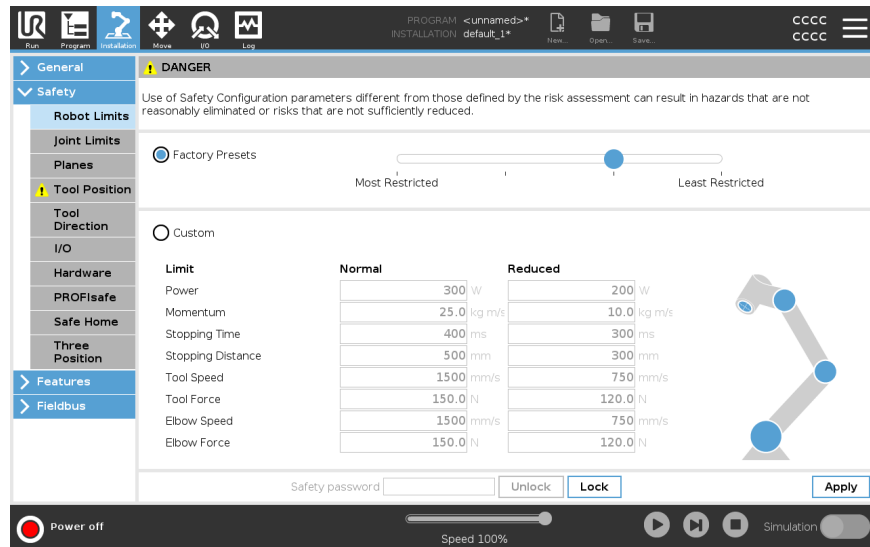 PROGRAM <unnamed>*
INSTALLATION default_1*
Run
Program
Installation
Move
I/O
Log
New...
Open...
Save...
cccc
cccc
General
Safety
Robot Limits
Joint Limits
Planes
Tool Position
Tool
Direction
I/O
Hardware
PROFIsafe
Safe Home
Three
Position
Features
Fieldbus
DANGER
Use of Safety Configuration parameters different from those defined by the risk assessment can result in hazards that are not
reasonably eliminated or risks that are not sufficiently reduced.
Factory Presets
Most Restricted Least Restricted
Custom
Limit Normal Reduced
Power 300 W 200 W
Momentum 25.0 kg m/s 10.0 kg m/s
Stopping Time 400 ms 300 ms
Stopping Distance 500 mm 300 mm
Tool Speed 1500 mm/s 750 mm/s
Tool Force 150.0 N 120.0 N
Elbow Speed 1500 mm/s 750 mm/s
Elbow Force 150.0 N 120.0 N
Safety password Unlock Lock Apply
Power off
Speed 100%
Simulation